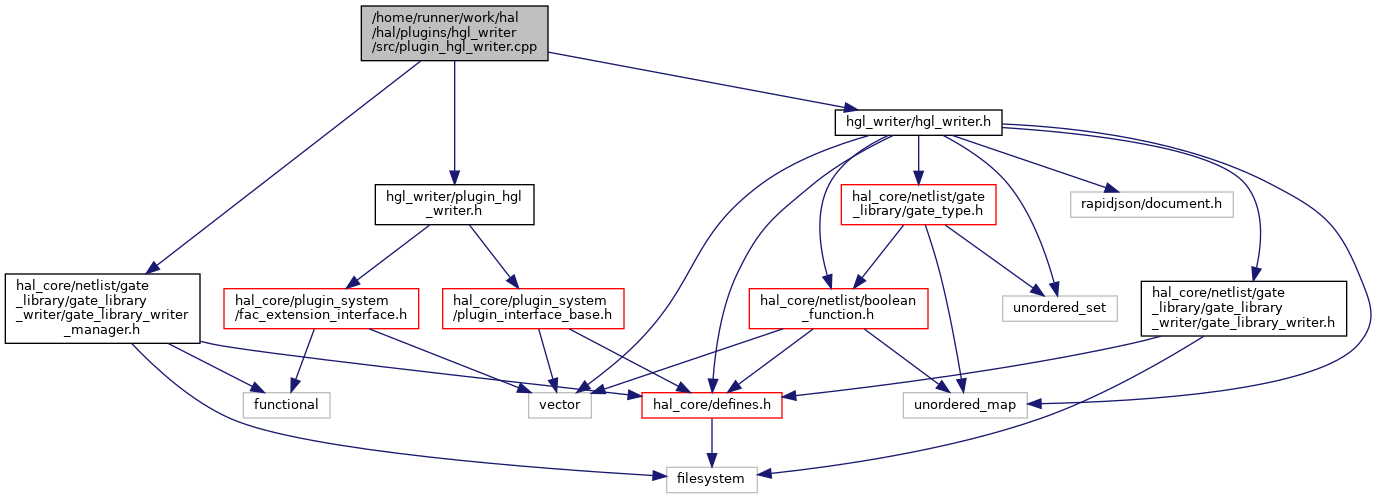 /home/runner/work/hal
/hal/plugins/hgl_writer
/src/plugin_hgl_writer.cpp
hgl_writer/hgl_writer.h
hgl_writer/plugin_hgl
_writer.h
hal_core/netlist/gate
_library/gate_type.h
rapidjson/document.h
hal_core/netlist/gate
_library/gate_library
_writer/gate_library_writer
_manager.h
hal_core/plugin_system
/fac_extension_interface.h
hal_core/plugin_system
/plugin_interface_base.h
hal_core/netlist/boolean
_function.h
unordered_set
hal_core/netlist/gate
_library/gate_library
_writer/gate_library_writer.h
functional
vector
hal_core/defines.h
unordered_map
filesystem